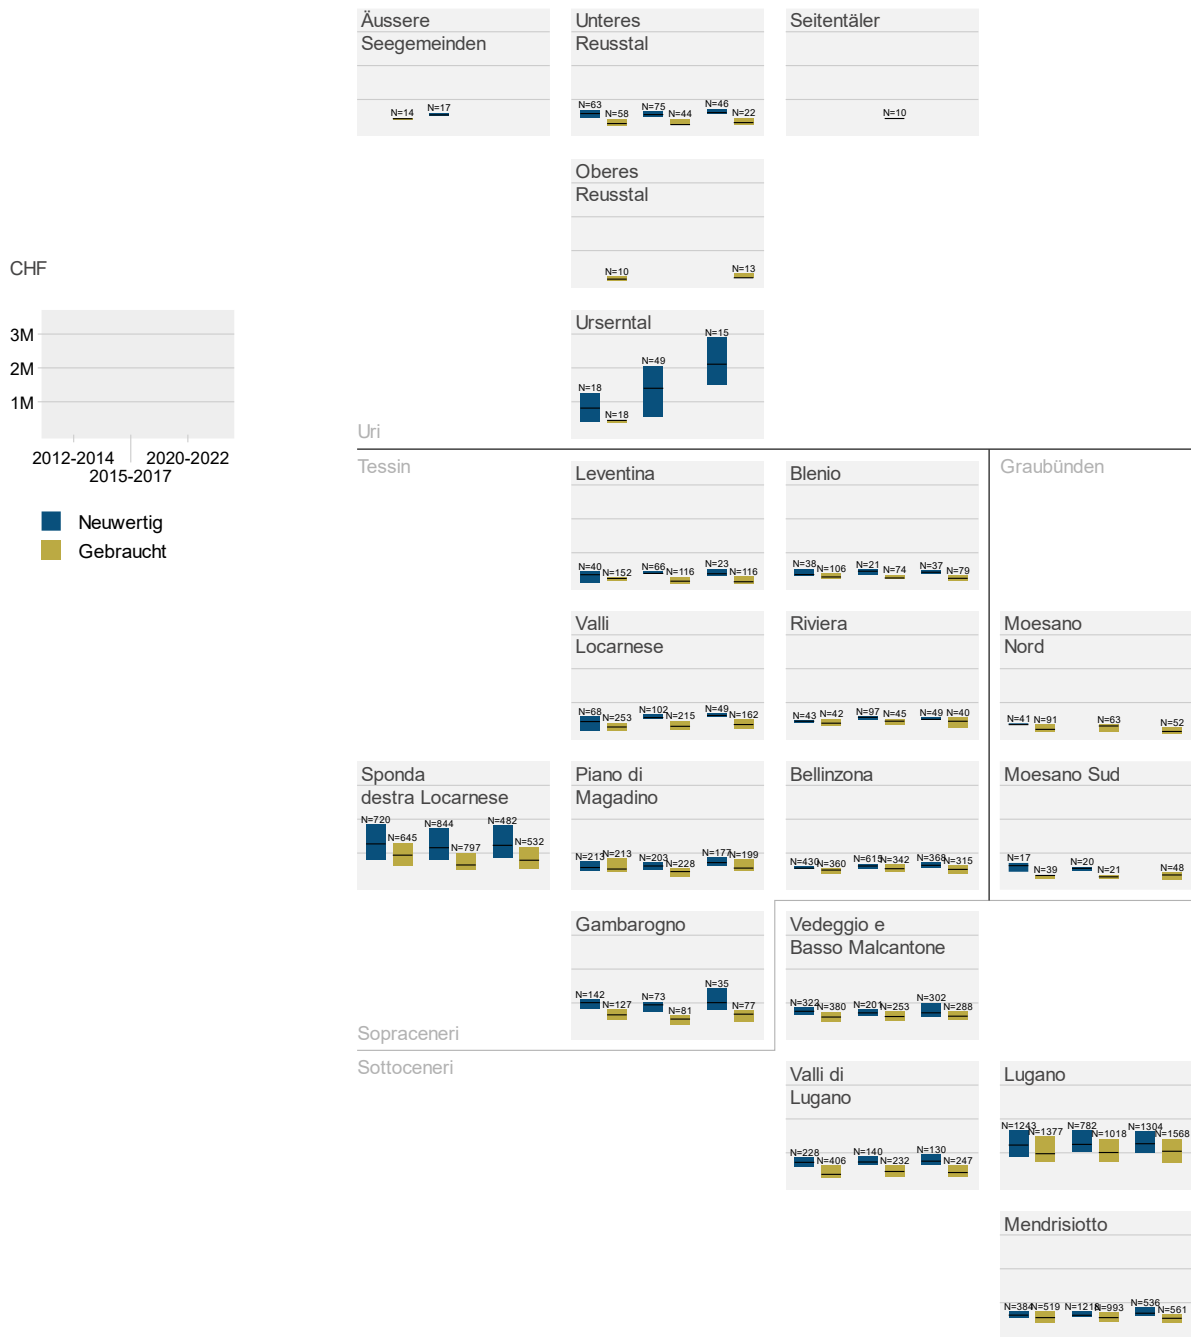 Äussere
Seegemeinden
N=14
N=17
Unteres
Reusstal
N=63
N=58
N=75
N=44
N=46
N=22
Seitentäler
N=10
Oberes
Reusstal
N=10
N=13
CHF
3M
2M
1M
2012-2014
2015-2017
2020-2022
Neuwertig
Gebraucht
Urserntal
N=18
N=18
N=49
N=15
Uri
Tessin
Graubünden
Leventina
N=40
N=152
N=66
N=116
N=23
N=116
Blenio
N=38
N=106
N=21
N=74
N=37
N=79
Valli
Locarnese
N=68
N=253
N=102
N=215
N=49
N=162
Riviera
N=43
N=42
N=97
N=45
N=49
N=40
Moesano
Nord
N=41
N=91
N=63
N=52
Sponda
destra Locarnese
N=720
N=645
N=844
N=797
N=482
N=532
Piano di
Magadino
N=213
N=213
N=203
N=228
N=177
N=199
Bellinzona
N=430
N=360
N=615
N=342
N=368
N=315
Moesano Sud
N=17
N=39
N=20
N=21
N=48
Gambarogno
N=142
N=127
N=73
N=81
N=35
N=77
Vedeggio e
Basso Malcantone
N=322
N=380
N=201
N=253
N=302
N=288
Sopraceneri
Sottoceneri
Valli di
Lugano
N=228
N=406
N=140
N=232
N=130
N=247
Lugano
N=1243
N=1377
N=782
N=1018
N=1304
N=1568
Mendrisiotto
N=384
N=519
N=1218
N=993
N=536
N=561